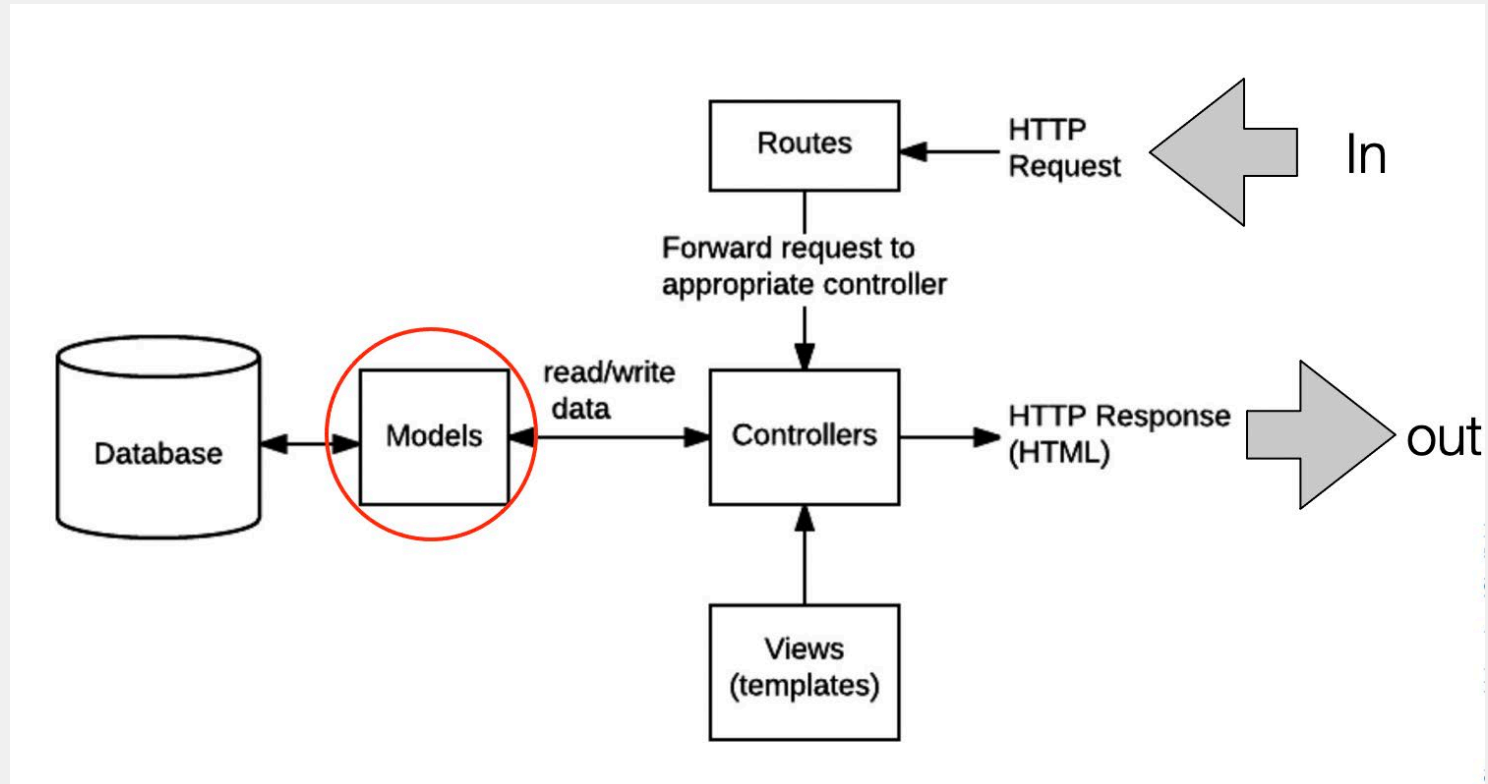 Routes
HTTP
Request
In
Forward request to
appropriate controller
Database
Models
read/write
data
Controllers
HTTP Response
(HTML)
out
Views
(templates)